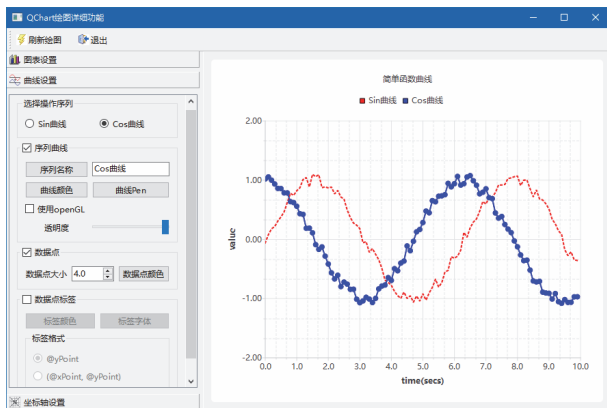 QChart绘图详细功能
刷新绘图 退出
图表设置
曲线设置
选择操作序列
Sin曲线 Cos曲线
序列曲线
序列名称 Cos曲线
曲线颜色 曲线Pen
使用openGL
透明度
数据点
数据点大小 4.0 数据点颜色
数据点标签
标签颜色 标签字体
标签格式
@yPoint
(@xPoint, @yPoint)
坐标轴设置
简单函数曲线
Sin曲线 Cos曲线
2.00
1.00
0.00
-1.00
-2.00
value
0.0 1.0 2.0 3.0 4.0 5.0 6.0 7.0 8.0 9.0 10.0
time(secs)